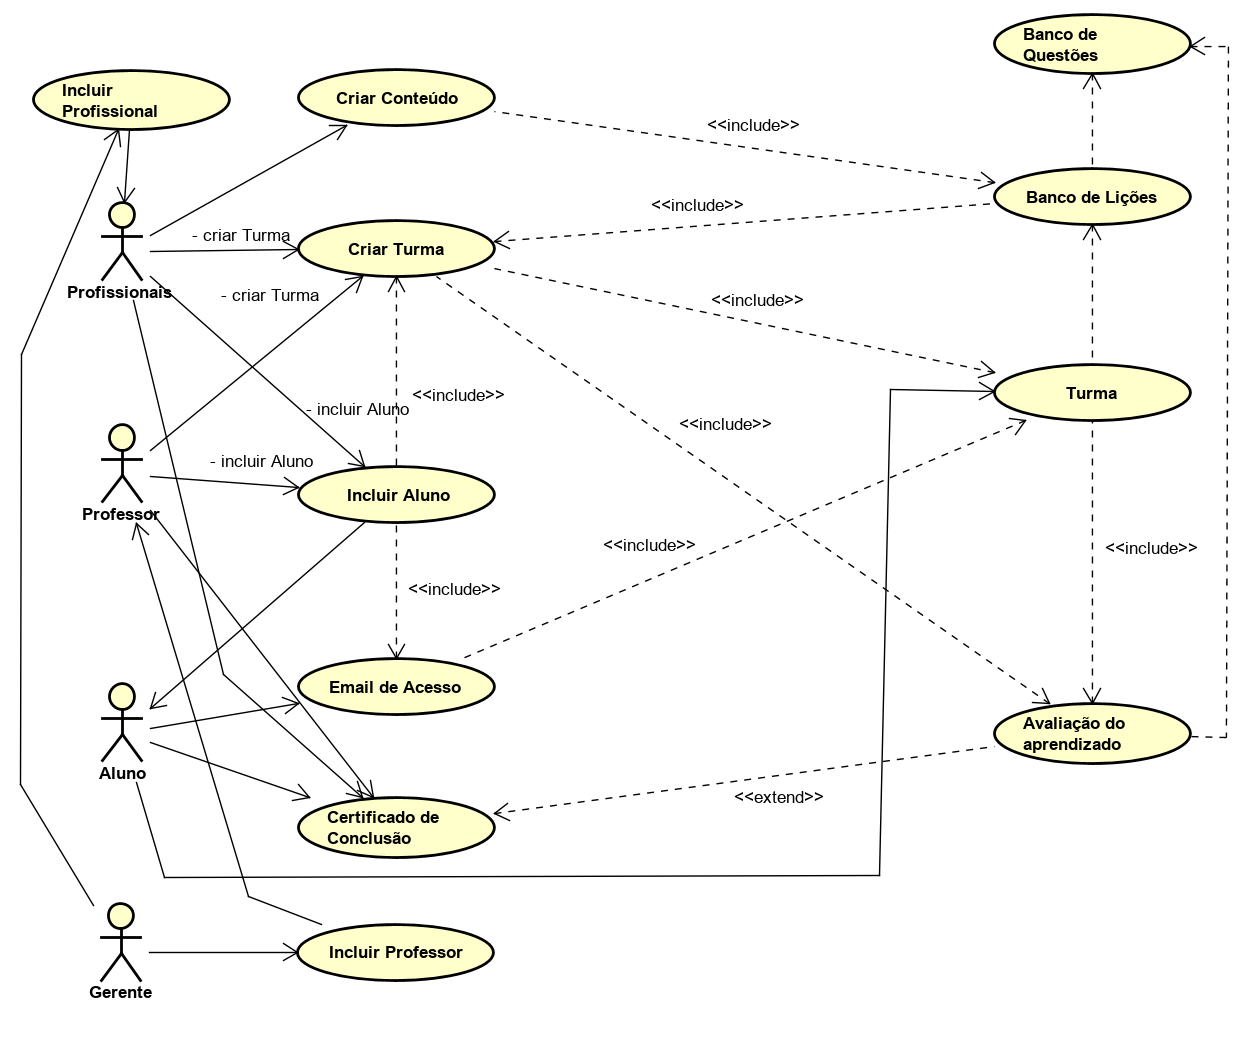 Banco de
Questões
Incluir
Profissional
Criar Conteúdo
<<include>>
Banco de Lições
<<include>>
- criar Turma
Criar Turma
Profissionais
- criar Turma
<<include>>
<<include>>
Turma
- incluir Aluno
<<include>>
- incluir Aluno
Incluir Aluno
Professor
<<include>>
<<include>>
<<include>>
Email de Acesso
Avaliação do
aprendizado
Aluno
<<extend>>
Certificado de
Conclusão
Incluir Professor
Gerente